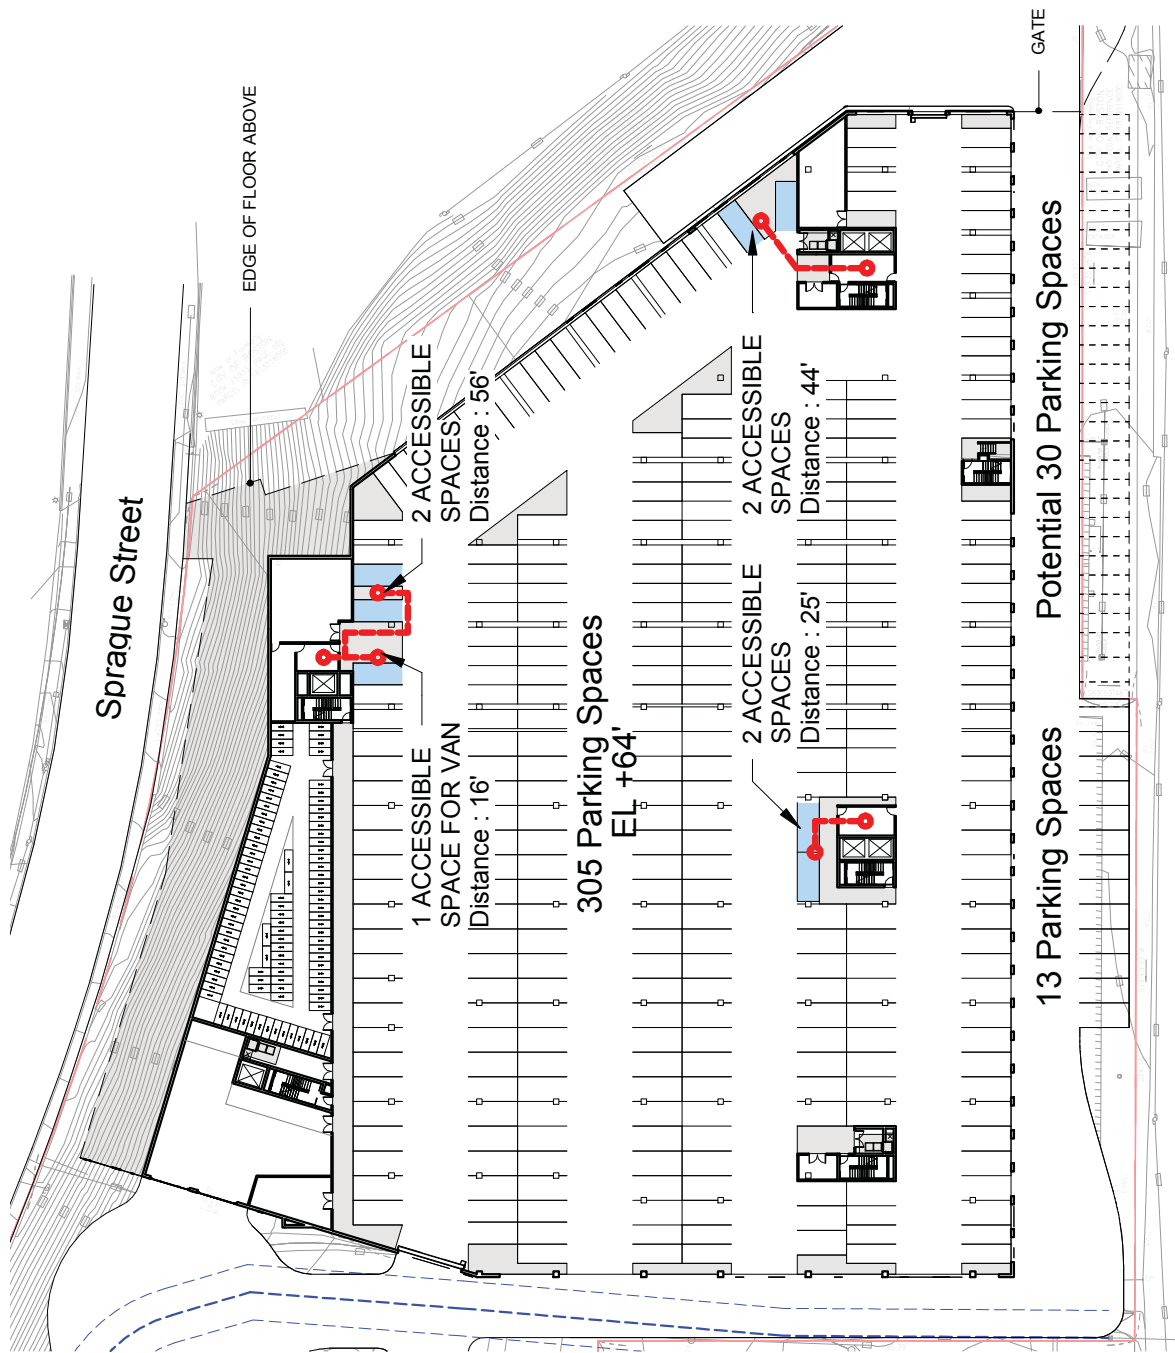 GATE
EDGE OF FLOOR ABOVE
Sprague Street
2 ACCESSIBLE
SPACES
Distance : 56'
2 ACCESSIBLE
SPACES
Distance : 44'
1 ACCESSIBLE
SPACE FOR VAN
Distance : 16'
305 Parking Spaces
EL +64'
2 ACCESSIBLE
SPACES
Distance : 25'
Potential 30 Parking Spaces
13 Parking Spaces